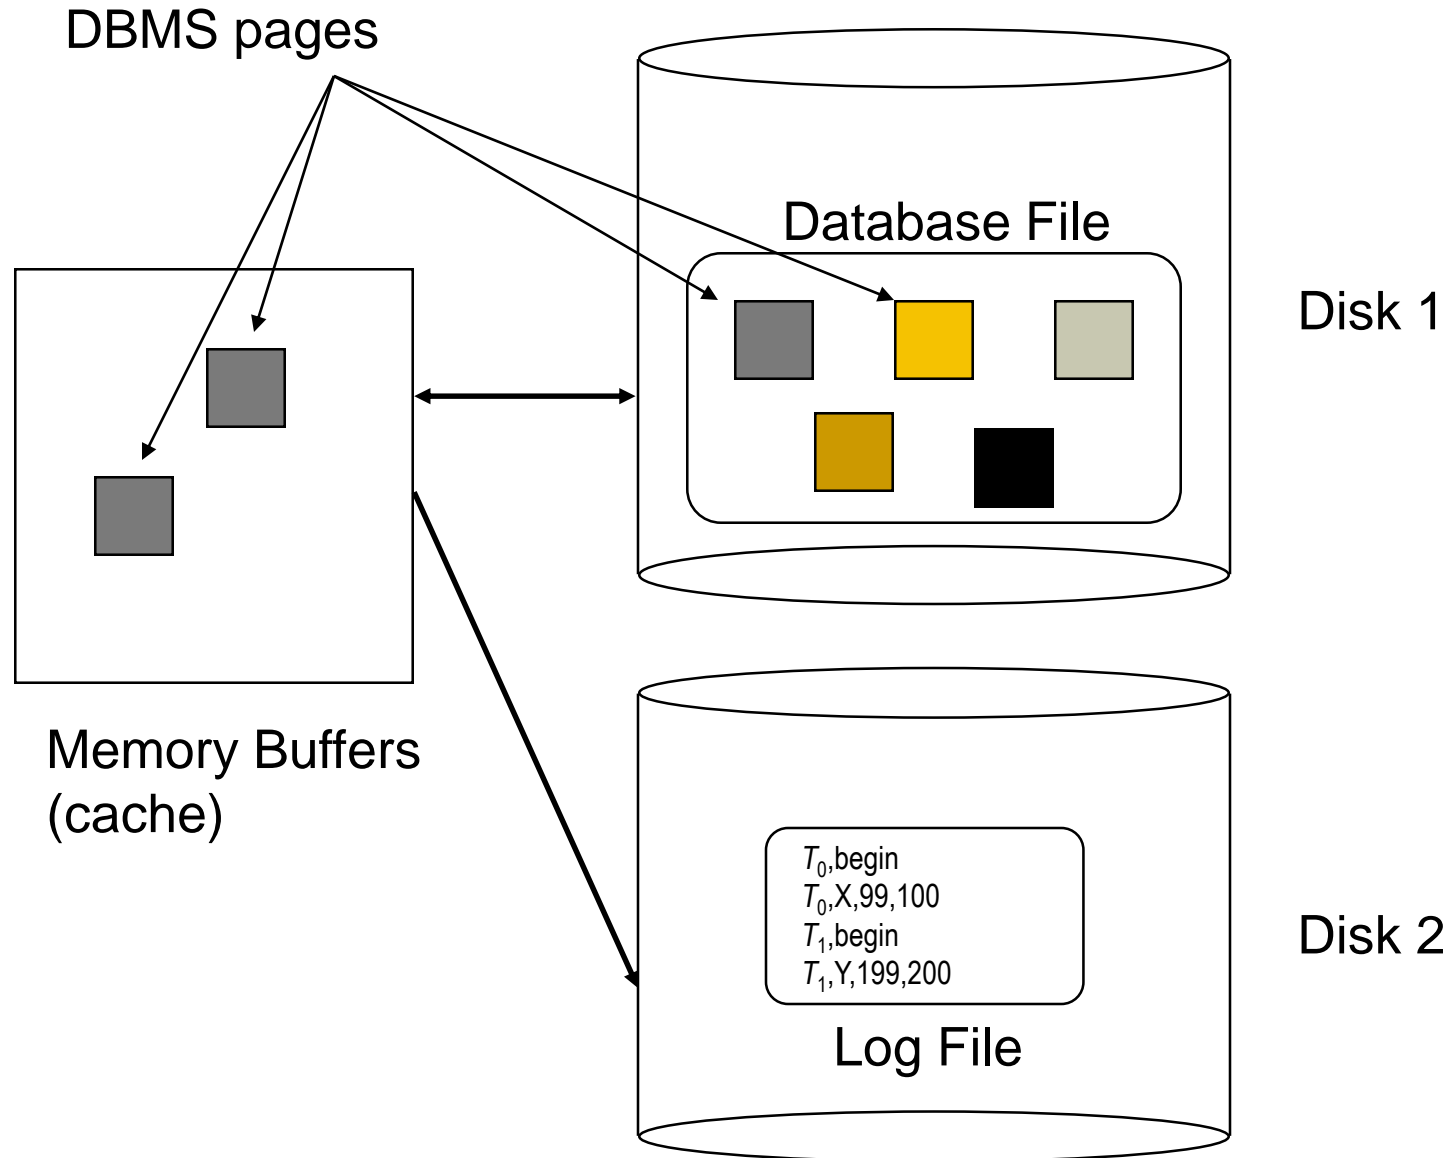 DBMS pages
Database File
Disk 1
Memory Buffers
(cache)
T₀,begin
T₀,X,99,100
T₁,begin
T₁,Y,199,200
Disk 2
Log File